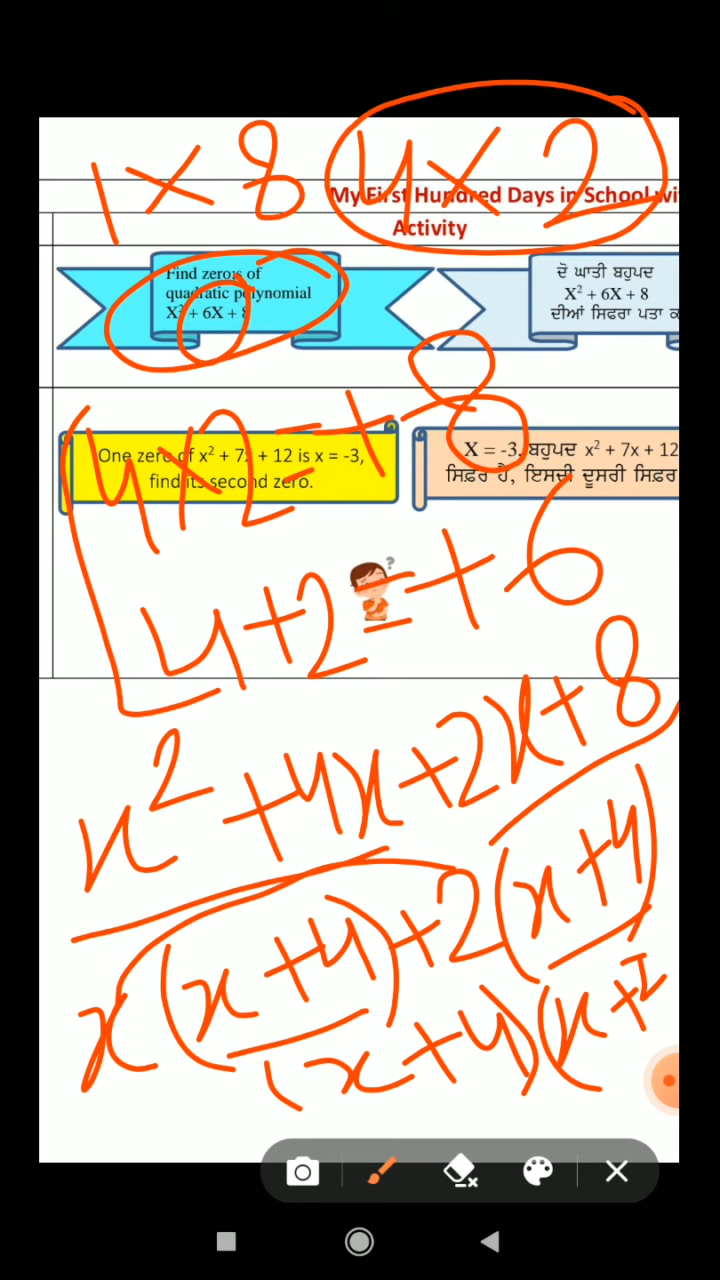 1 × 8 4 × 2
My First Hundred Days in School wi
Activity
Find zeroes of
quadratic polynomial
X² + 6X + 8
ਦੋ ਘਾਤੀ ਬਹੁਪਦ
X² + 6X + 8
ਦੀਆਂ ਸਿਫਰਾ ਪਤਾ ਕ
4 × 2 = + 8
One zero of x² + 7x + 12 is x = -3,
find its second zero.
X = -3, ਬਹੁਪਦ x² + 7x + 12
ਸਿਫ਼ਰ ਹੈ, ਇਸਦੀ ਦੂਸਰੀ ਸਿਫ਼ਰ
?
4 + 2 = + 6
x² + 4x + 2x + 8
x(x + 4) + 2(x + 4)
(x + 4)(x + 2